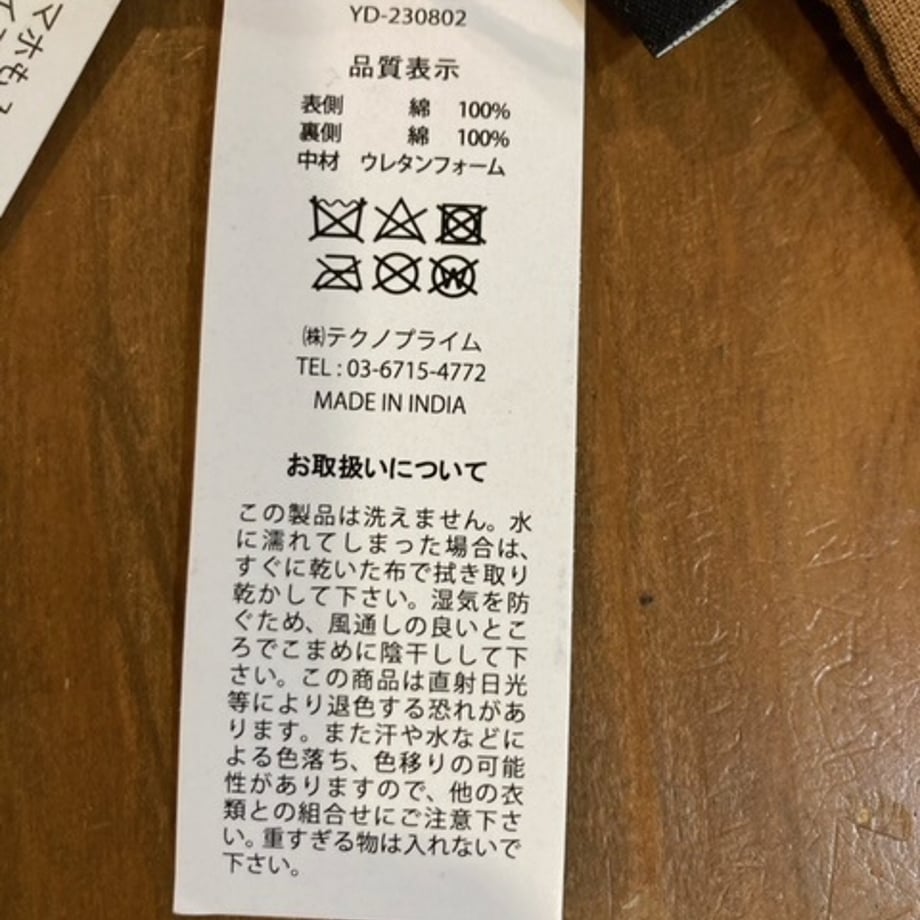 YD-230802
品質表示
表側 綿 100%
裏側 綿 100%
中材 ウレタンフォーム
W
㈱テクノプライム
TEL : 03-6715-4772
MADE IN INDIA
お取扱いについて
この製品は洗えません。水
に濡れてしまった場合は、
すぐに乾いた布で拭き取り
乾かして下さい。湿気を防
ぐため、風通しの良いとこ
ろでこまめに陰干しして下
さい。この商品は直射日光
等により退色する恐れがあ
ります。また汗や水などに
よる色落ち、色移りの可能
性がありますので、他の衣
類との組合せにご注意下さ
い。重すぎる物は入れないで
下さい。